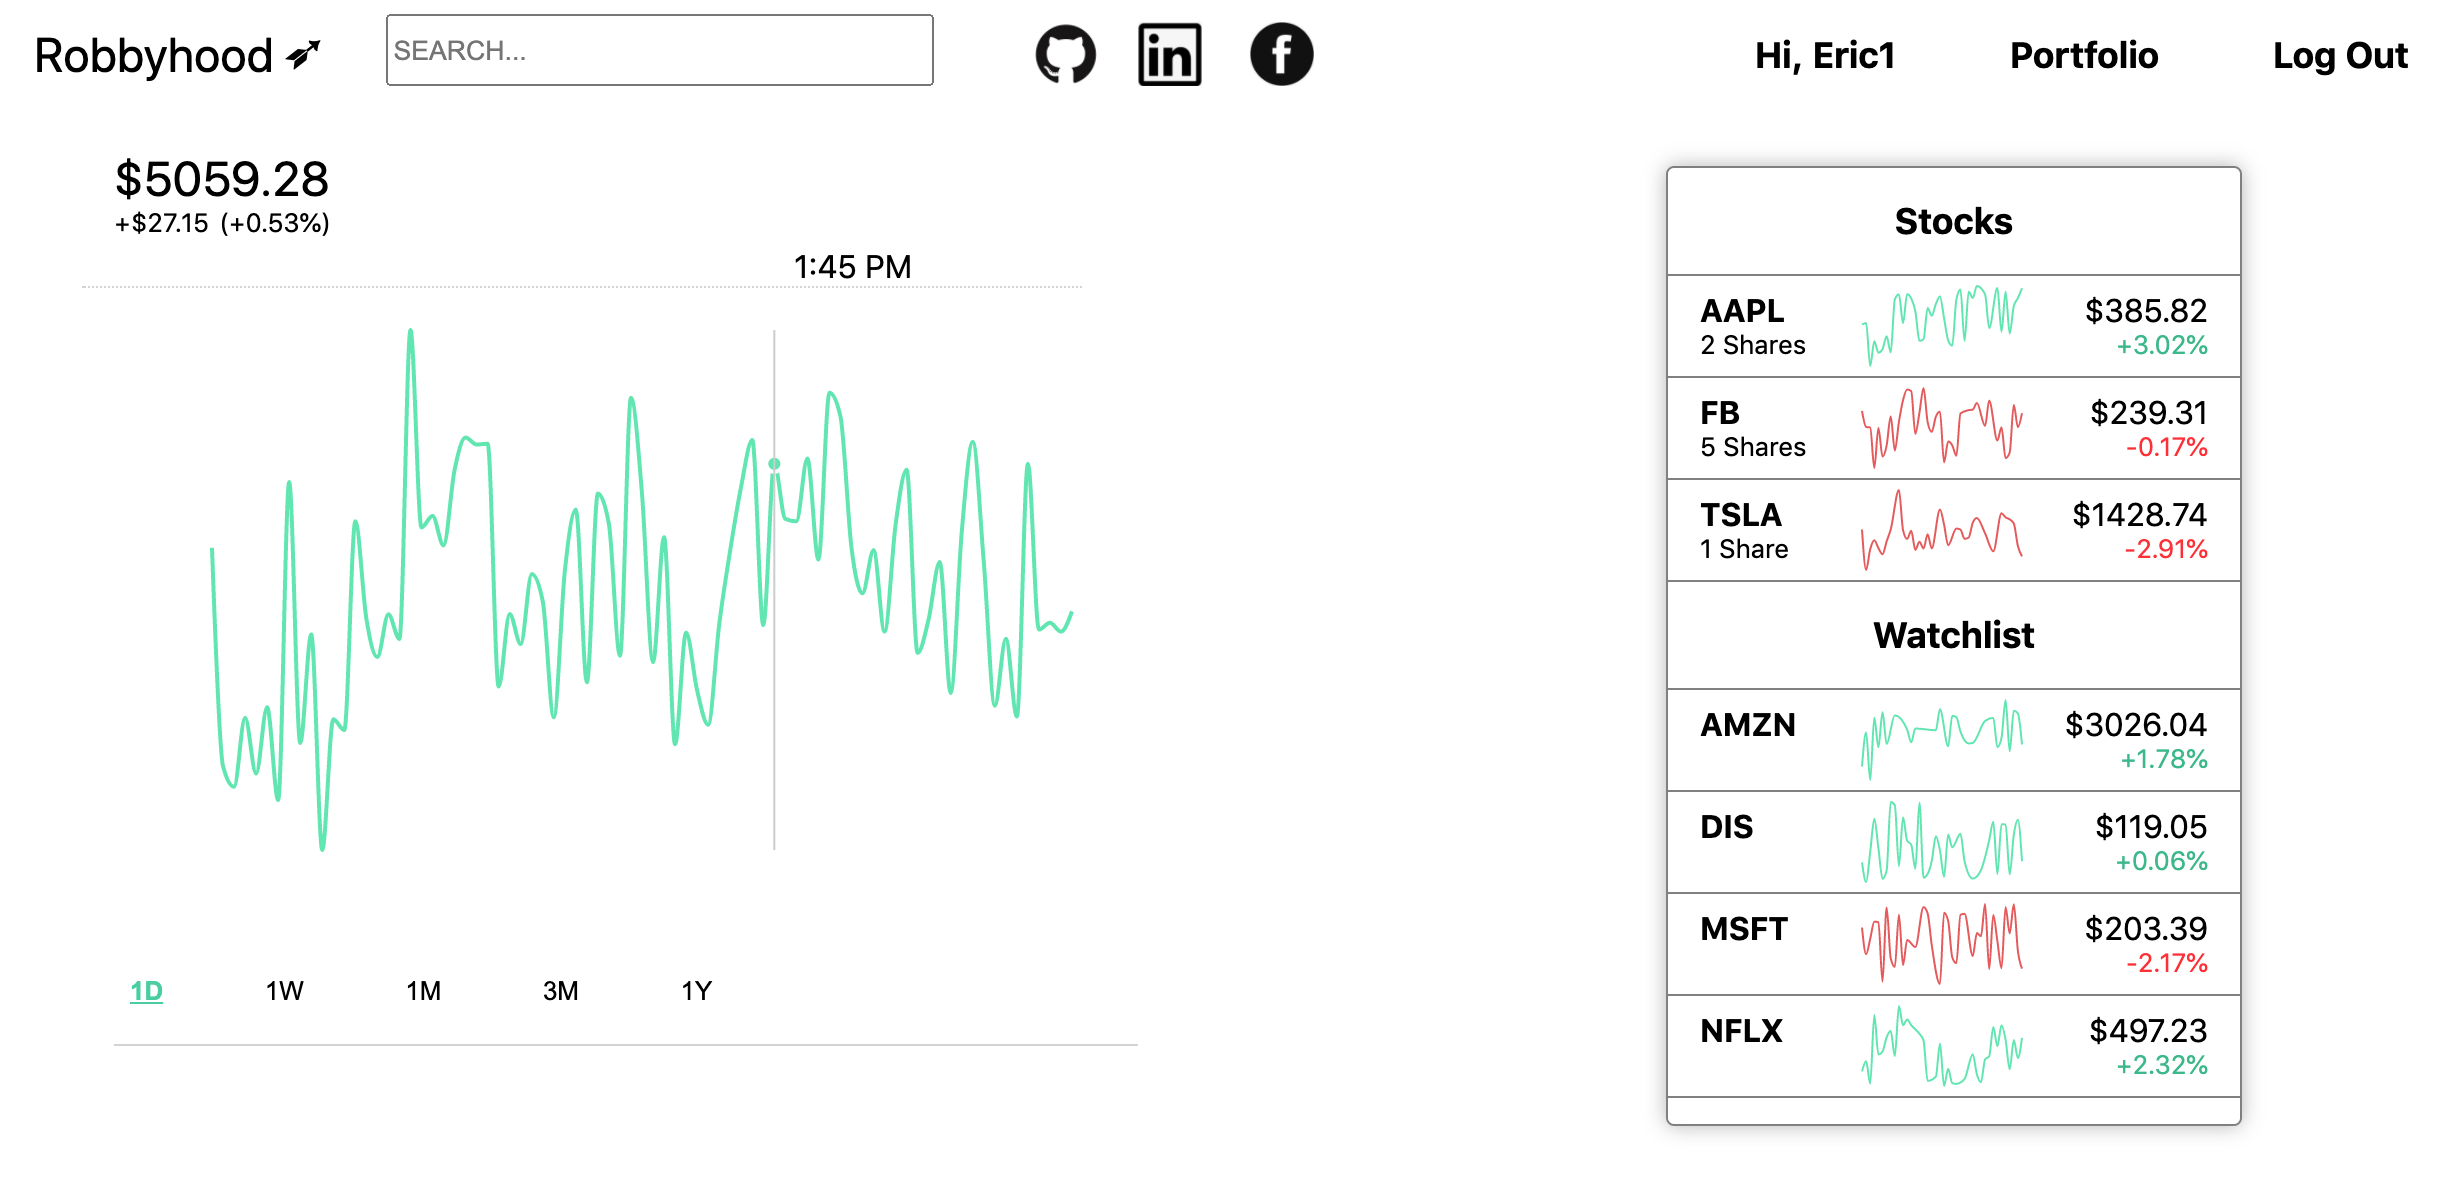 Robbyhood
SEARCH...
in
f
Hi, Eric1
Portfolio
Log Out
$5059.28
+$27.15 (+0.53%)
1:45 PM
1D
1W
1M
3M
1Y
Stocks
AAPL
$385.82
2 Shares
+3.02%
FB
$239.31
5 Shares
-0.17%
TSLA
$1428.74
1 Share
-2.91%
Watchlist
AMZN
$3026.04
+1.78%
DIS
$119.05
+0.06%
MSFT
$203.39
-2.17%
NFLX
$497.23
+2.32%